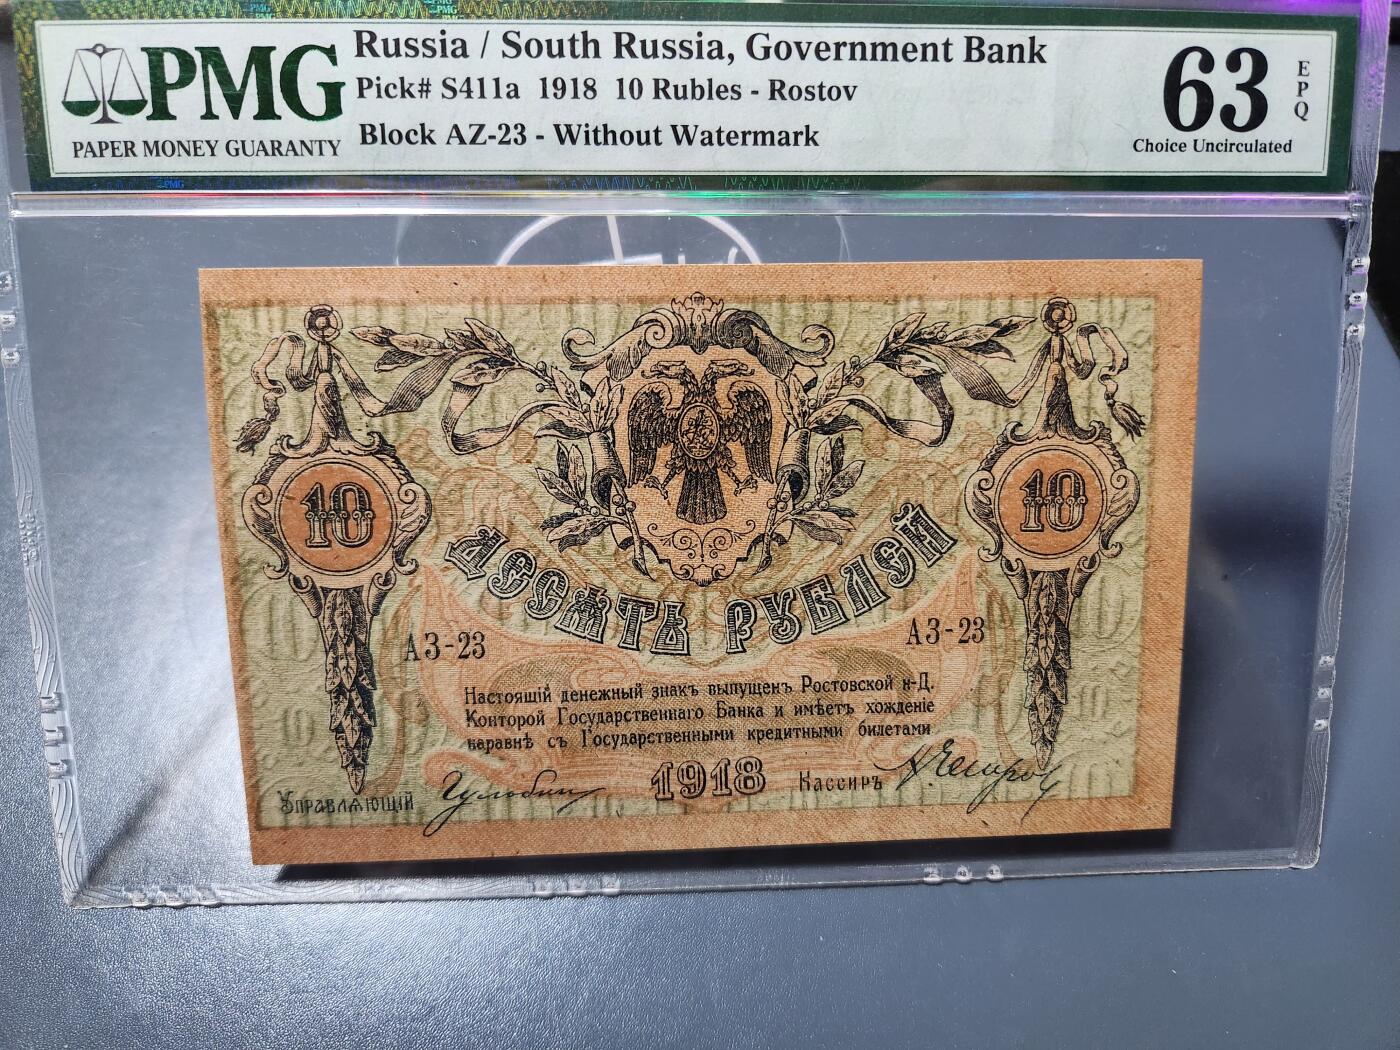 PMG
PAPER MONEY GUARANTY
Russia / South Russia, Government Bank
Pick# S411a 1918 10 Rubles - Rostov
Block AZ-23 - Without Watermark
63
EPQ
Choice Uncirculated
PMG
10
10
ДЕСЯТЬ РУБЛЕЙ
АЗ-23
АЗ-23
Настоящій денежный знакъ выпущенъ Ростовской н-Д.
Конторой Государственнаго Банка и имѣетъ хожденіе
наравнѣ съ Государственными кредитными билетами
Управляющій
1918
Кассиръ